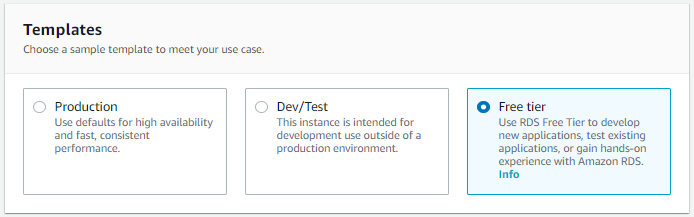 Templates
Choose a sample template to meet your use case.
Production
Use defaults for high availability
and fast, consistent
performance.
Dev/Test
This instance is intended for
development use outside of a
production environment.
Free tier
Use RDS Free Tier to develop
new applications, test existing
applications, or gain hands-on
experience with Amazon RDS.
Info